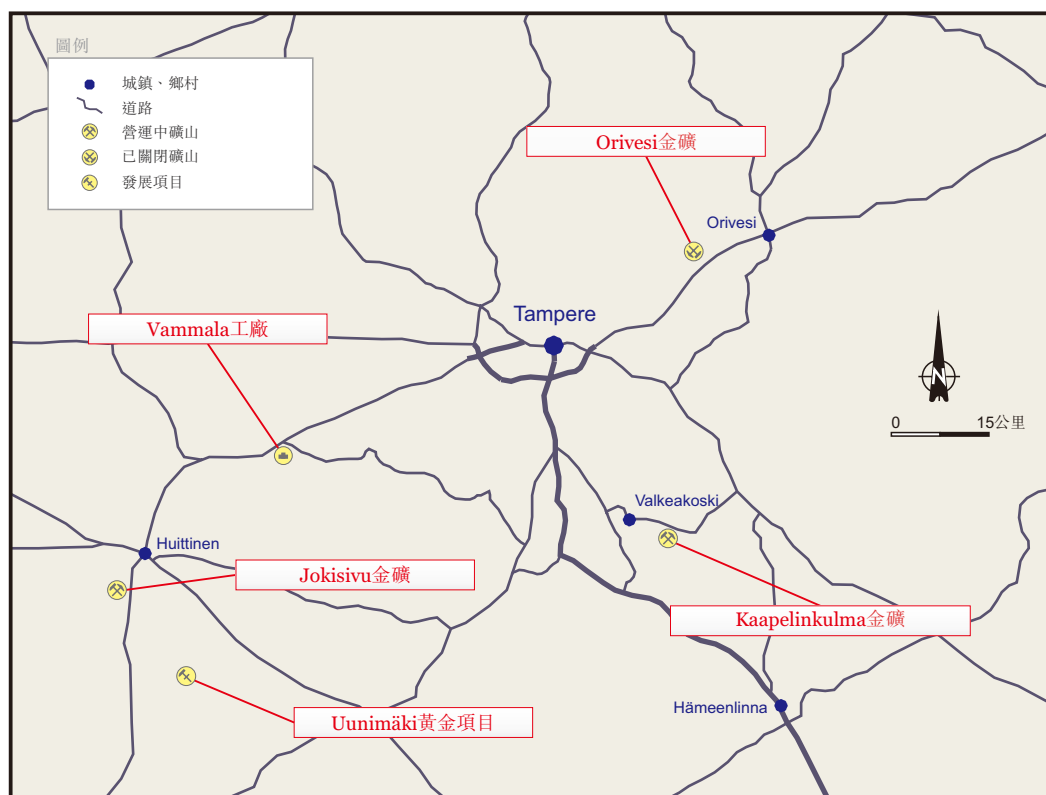 圖例
城鎮、鄉村
道路
營運中礦山
已關閉礦山
發展項目
Orivesi金礦
Orivesi
Tampere
Vammala工廠
N
0 15公里
Valkeakoski
Huittinen
Jokisivu金礦
Kaapelinkulma金礦
Hämeenlinna
Uunimäki黃金項目